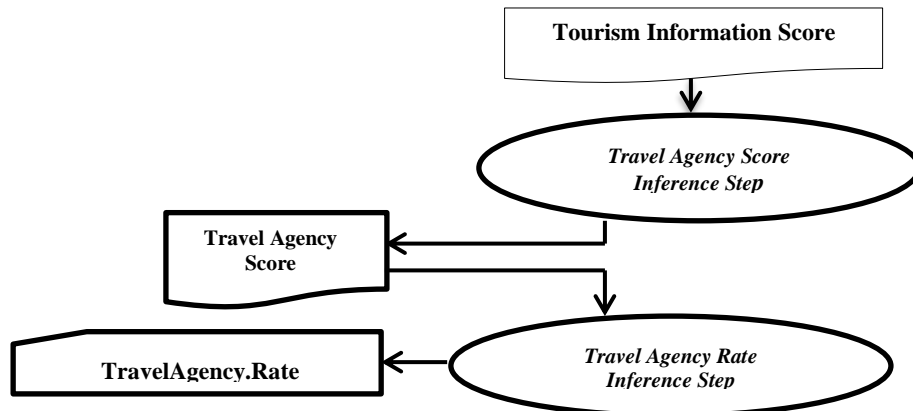 Tourism Information Score
Travel Agency Score
Inference Step
Travel Agency
Score
Travel Agency Rate
Inference Step
TravelAgency.Rate